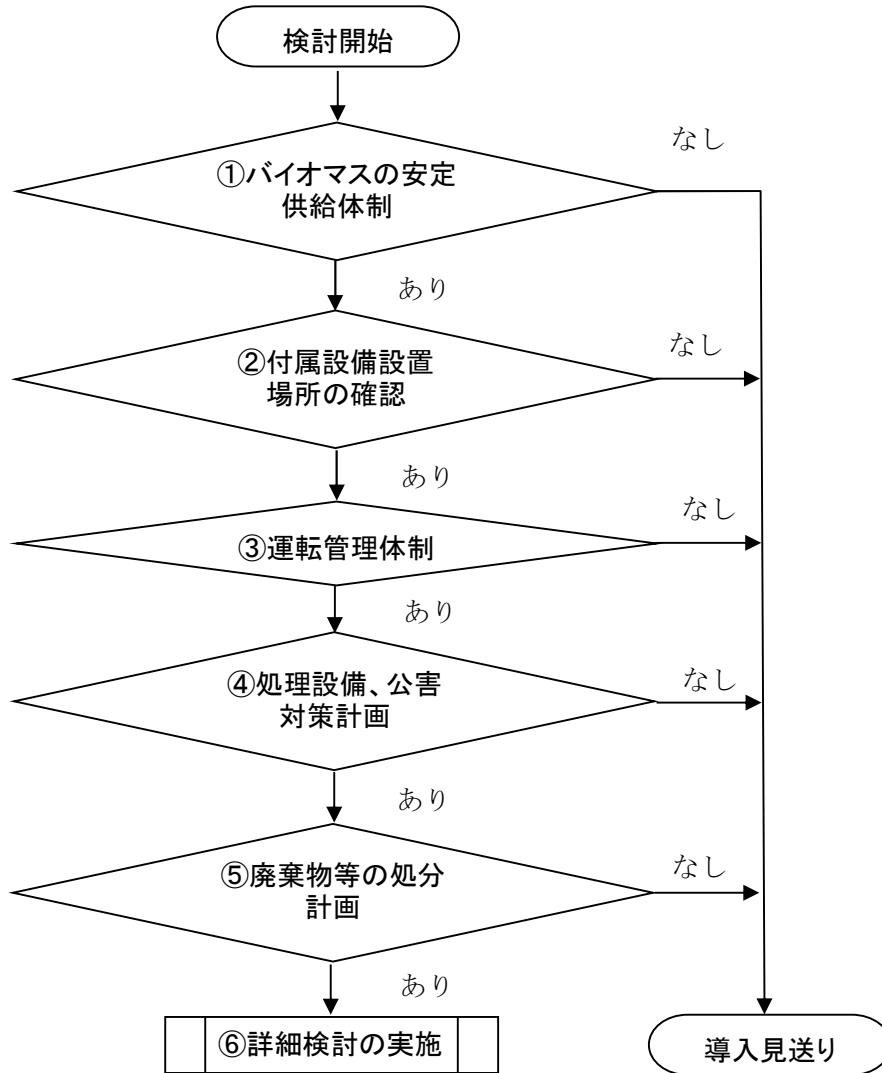 検討開始
なし
①バイオマスの安定
供給体制
あり
なし
②付属設備設置
場所の確認
あり
なし
③運転管理体制
あり
なし
④処理設備、公害
対策計画
あり
なし
⑤廃棄物等の処分
計画
あり
⑥詳細検討の実施
導入見送り